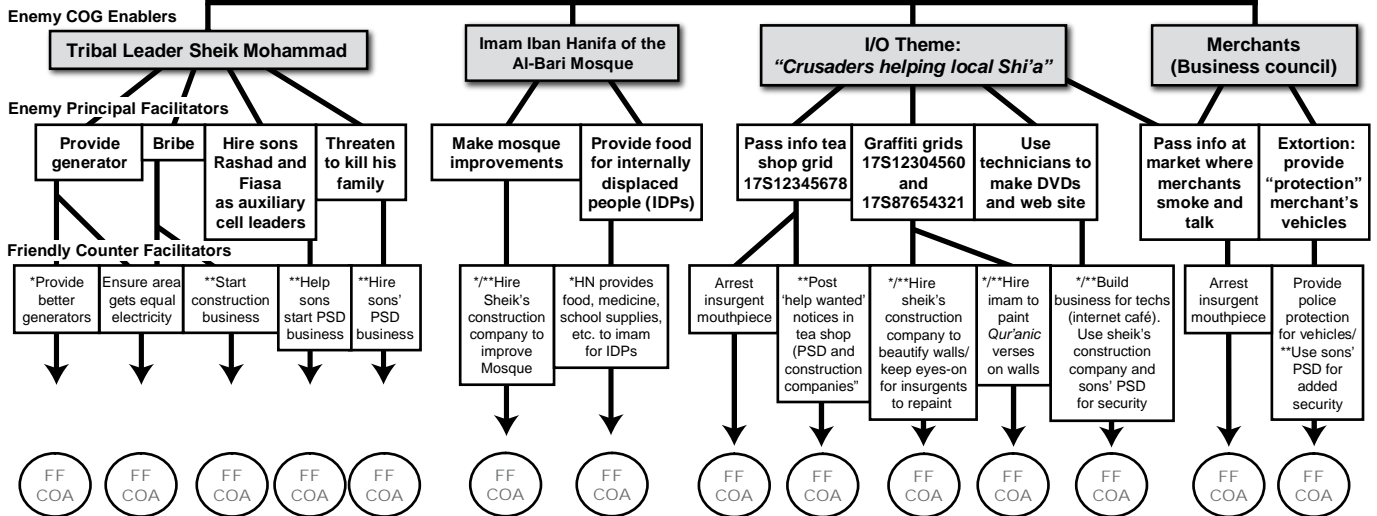 Enemy COG Enablers
Tribal Leader Sheik Mohammad
Imam Iban Hanifa of the
Al-Bari Mosque
I/O Theme:
“Crusaders helping local Shi’a”
Merchants
(Business council)
Enemy Principal Facilitators
Provide
generator
Bribe
Hire sons
Rashad and
Fiasa
as auxiliary
cell leaders
Threaten
to kill his
family
Make mosque
improvements
Provide food
for internally
displaced
people (IDPs)
Pass info tea
shop grid
17S12345678
Graffiti grids
17S12304560
and
17S87654321
Use
technicians to
make DVDs
and web site
Pass info at
market where
merchants
smoke and
talk
Extortion:
provide
“protection”
merchant’s
vehicles
Friendly Counter Facilitators
*Provide
better
generators
Ensure area
gets equal
electricity
**Start
construction
business
**Help
sons
start PSD
business
**Hire
sons’
PSD
business
*/**Hire
Sheik’s
construction
company to
improve
Mosque
*HN provides
food, medicine,
school supplies,
etc. to imam
for IDPs
Arrest
insurgent
mouthpiece
**Post
‘help wanted’
notices in
tea shop
(PSD and
construction
companies”
*/**Hire
sheik’s
construction
company to
beautify walls/
keep eyes-on
for insurgents
to repaint
*/**Hire
imam to
paint
Qur’anic
verses
on walls
*/**Build
business for techs
(internet café).
Use sheik’s
construction
company and
sons’ PSD
for security
Arrest
insurgent
mouthpiece
Provide
police
protection
for vehicles/
**Use sons’
PSD for
added
security
FF
COA
FF
COA
FF
COA
FF
COA
FF
COA
FF
COA
FF
COA
FF
COA
FF
COA
FF
COA
FF
COA
FF
COA
FF
COA
FF
COA